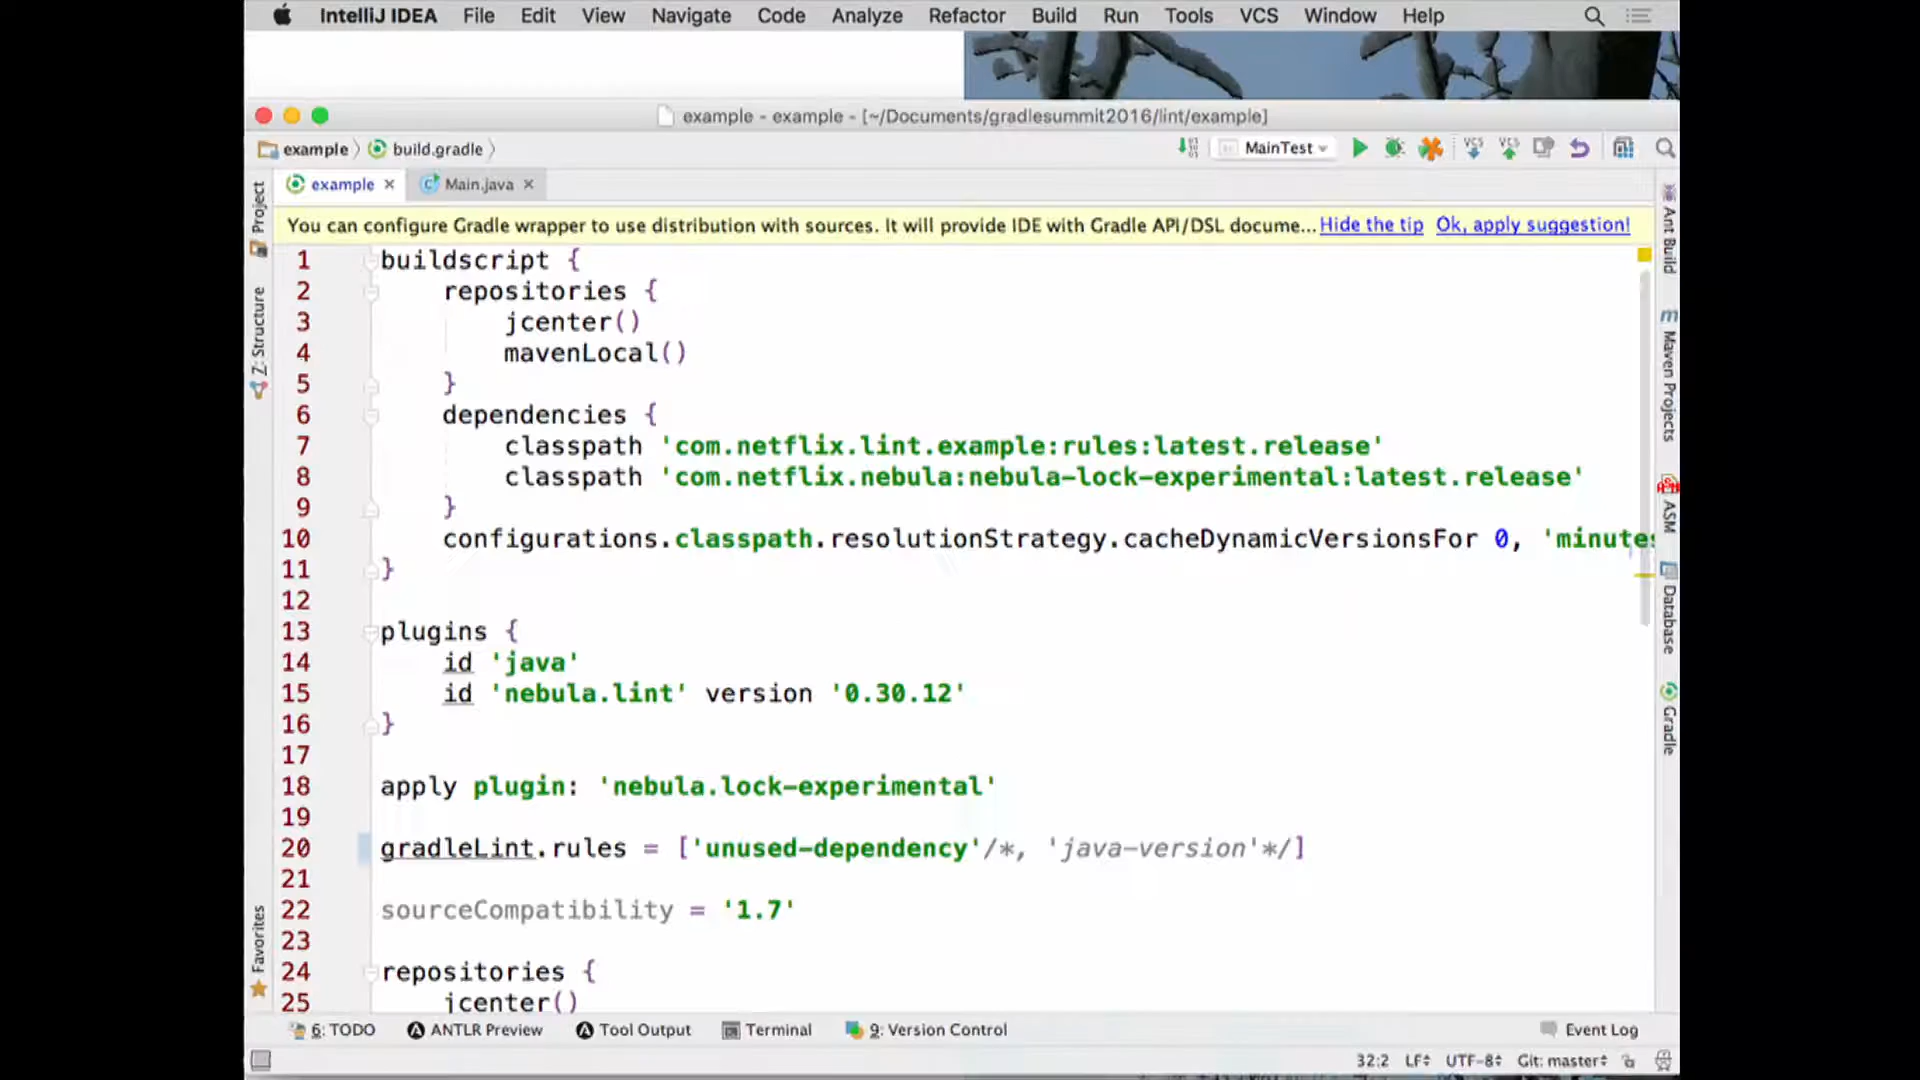 IntelliJ IDEA File Edit View Navigate Code Analyze Refactor Build Run Tools VCS Window Help
example - example - [~/Documents/gradlesummit2016/lint/example]
example build.gradle MainTest VCS VCS
example Main.java
You can configure Gradle wrapper to use distribution with sources. It will provide IDE with Gradle API/DSL docume... Hide the tip Ok, apply suggestion!
1 buildscript {
2 repositories {
3 jcenter()
4 mavenLocal()
5 }
6 dependencies {
7 classpath 'com.netflix.lint.example:rules:latest.release'
8 classpath 'com.netflix.nebula:nebula-lock-experimental:latest.release'
9 }
10 configurations.classpath.resolutionStrategy.cacheDynamicVersionsFor 0, 'minutes
11 }
12
13 plugins {
14 id 'java'
15 id 'nebula.lint' version '0.30.12'
16 }
17
18 apply plugin: 'nebula.lock-experimental'
19
20 gradleLint.rules = ['unused-dependency'/*, 'java-version'*/]
21
22 sourceCompatibility = '1.7'
23
24 repositories {
25 jcenter()
Project
Z: Structure
Favorites
Ant Build
Maven Projects
ASM
Database
Gradle
6: TODO ANTLR Preview Tool Output Terminal 9: Version Control Event Log
32:2 LF UTF-8 Git: master